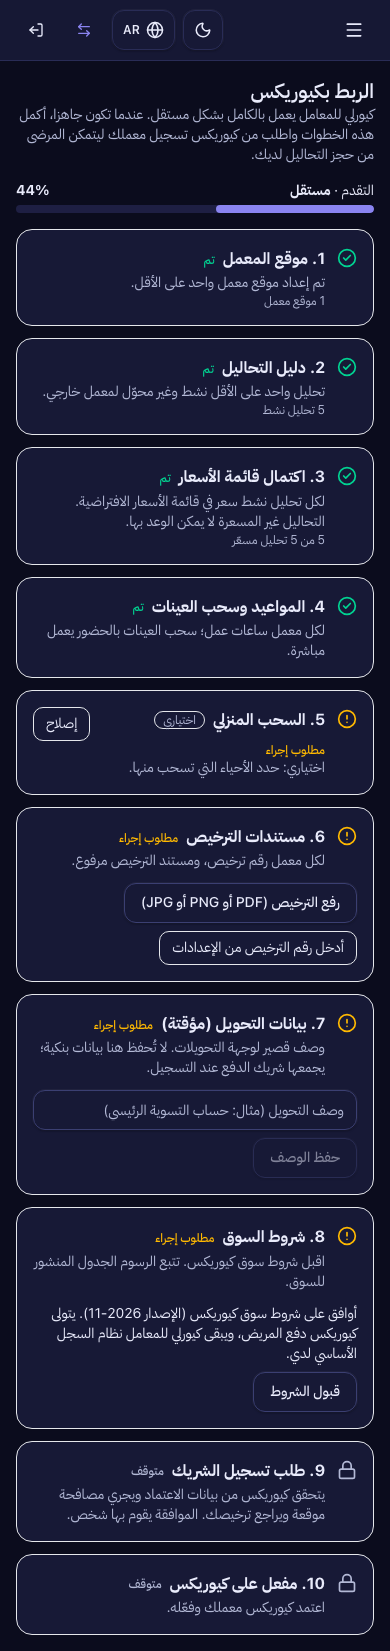 AR
الربط بكيوريكس
كيورلي للمعامل يعمل بالكامل بشكل مستقل. عندما تكون جاهزا، أكمل
هذه الخطوات واطلب من كيوريكس تسجيل معملك ليتمكن المرضى
من حجز التحاليل لديك.
التقدم · مستقل 44%
1. موقع المعمل تم
تم إعداد موقع معمل واحد على الأقل.
1 موقع معمل
2. دليل التحاليل تم
تحليل واحد على الأقل نشط وغير محوّل لمعمل خارجي.
5 تحليل نشط
3. اكتمال قائمة الأسعار تم
لكل تحليل نشط سعر في قائمة الأسعار الافتراضية.
التحاليل غير المسعرة لا يمكن الوعد بها.
5 من 5 تحليل مسعّر
4. المواعيد وسحب العينات تم
لكل معمل ساعات عمل؛ سحب العينات بالحضور يعمل
مباشرة.
5. السحب المنزلي اختياري إصلاح
مطلوب إجراء
اختياري: حدد الأحياء التي تسحب منها.
6. مستندات الترخيص مطلوب إجراء
لكل معمل رقم ترخيص، ومستند الترخيص مرفوع.
رفع الترخيص (PDF أو PNG أو JPG)
أدخل رقم الترخيص من الإعدادات
7. بيانات التحويل (مؤقتة) مطلوب إجراء
وصف قصير لوجهة التحويلات. لا تُحفظ هنا بيانات بنكية؛
يجمعها شريك الدفع عند التسجيل.
وصف التحويل (مثال: حساب التسوية الرئيسي)
حفظ الوصف
8. شروط السوق مطلوب إجراء
اقبل شروط سوق كيوريكس. تتبع الرسوم الجدول المنشور
للسوق.
أوافق على شروط سوق كيوريكس (الإصدار 2026-11). يتولى
كيوريكس دفع المريض، ويبقى كيورلي للمعامل نظام السجل
الأساسي لدي.
قبول الشروط
9. طلب تسجيل الشريك متوقف
يتحقق كيوريكس من بيانات الاعتماد ويجري مصافحة
موقعة ويراجع ترخيصك. الموافقة يقوم بها شخص.
10. مفعل على كيوريكس متوقف
اعتمد كيوريكس معملك وفعّله.